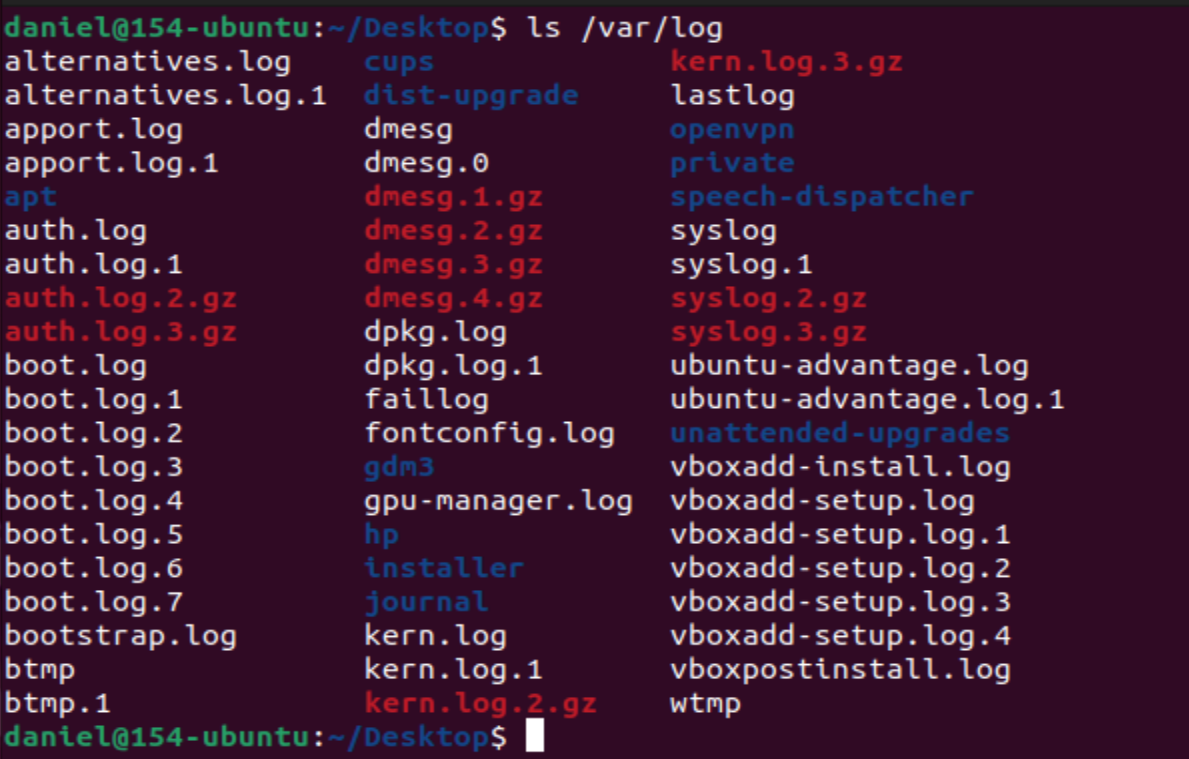 daniel@154-ubuntu:~/Desktop$ ls /var/log
alternatives.log    cups            kern.log.3.gz
alternatives.log.1  dist-upgrade    lastlog
apport.log          dmesg           openvpn
apport.log.1        dmesg.0         private
apt                 dmesg.1.gz      speech-dispatcher
auth.log            dmesg.2.gz      syslog
auth.log.1          dmesg.3.gz      syslog.1
auth.log.2.gz       dmesg.4.gz      syslog.2.gz
auth.log.3.gz       dpkg.log        syslog.3.gz
boot.log            dpkg.log.1      ubuntu-advantage.log
boot.log.1          faillog         ubuntu-advantage.log.1
boot.log.2          fontconfig.log  unattended-upgrades
boot.log.3          gdm3            vboxadd-install.log
boot.log.4          gpu-manager.log vboxadd-setup.log
boot.log.5          hp              vboxadd-setup.log.1
boot.log.6          installer       vboxadd-setup.log.2
boot.log.7          journal         vboxadd-setup.log.3
bootstrap.log       kern.log        vboxadd-setup.log.4
btmp                kern.log.1      vboxpostinstall.log
btmp.1              kern.log.2.gz   wtmp
daniel@154-ubuntu:~/Desktop$